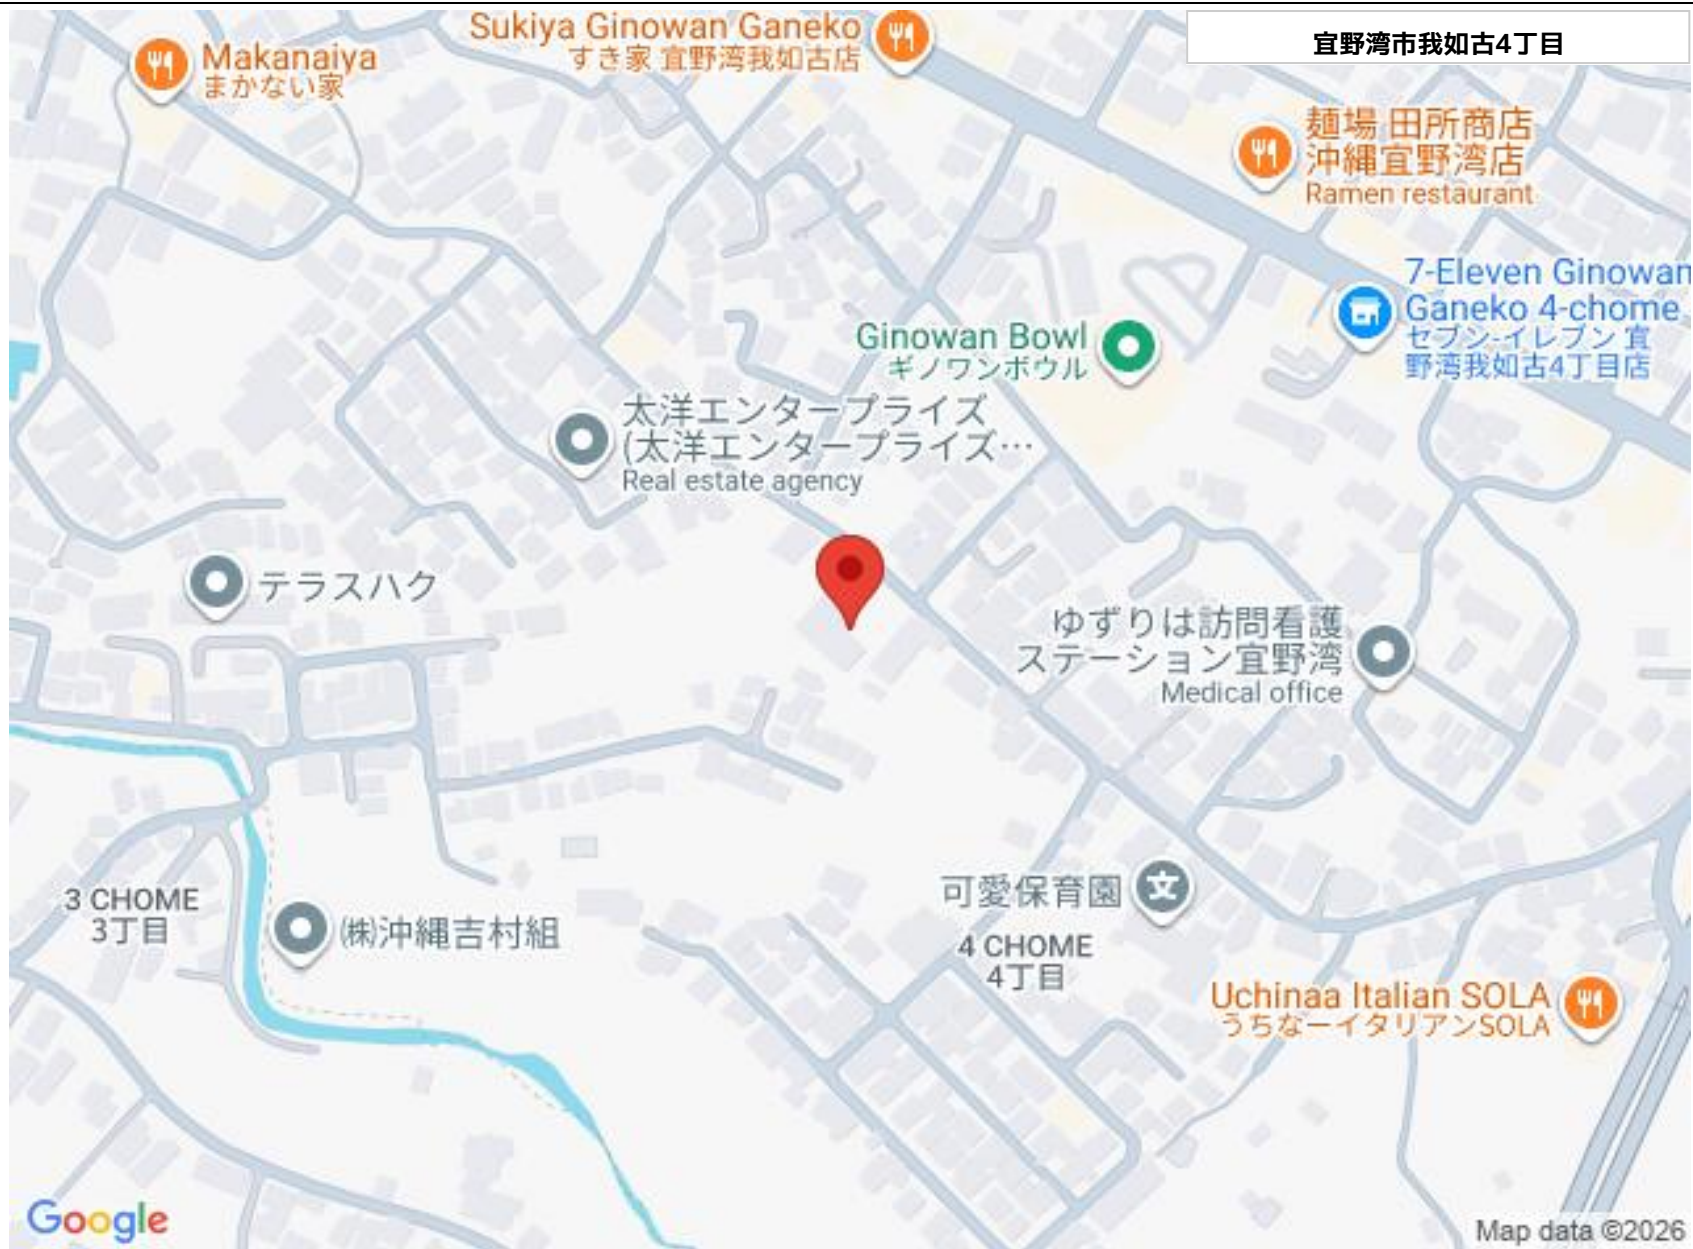 宜野湾市我如古4丁目
Sukiya Ginowan Ganeko
すき家 宜野湾我如古店
Makanaiya
まかない家
麺場 田所商店
沖縄宜野湾店
Ramen restaurant
7-Eleven Ginowan
Ganeko 4-chome
セブン-イレブン 宜
野湾我如古4丁目店
Ginowan Bowl
ギノワンボウル
太洋エンタープライズ
(太洋エンタープライズ…
Real estate agency
テラスハク
ゆずりは訪問看護
ステーション宜野湾
Medical office
可愛保育園
3 CHOME
3丁目
㈱沖縄吉村組
4 CHOME
4丁目
Uchinaa Italian SOLA
うちなーイタリアンSOLA
Google
Map data ©2026